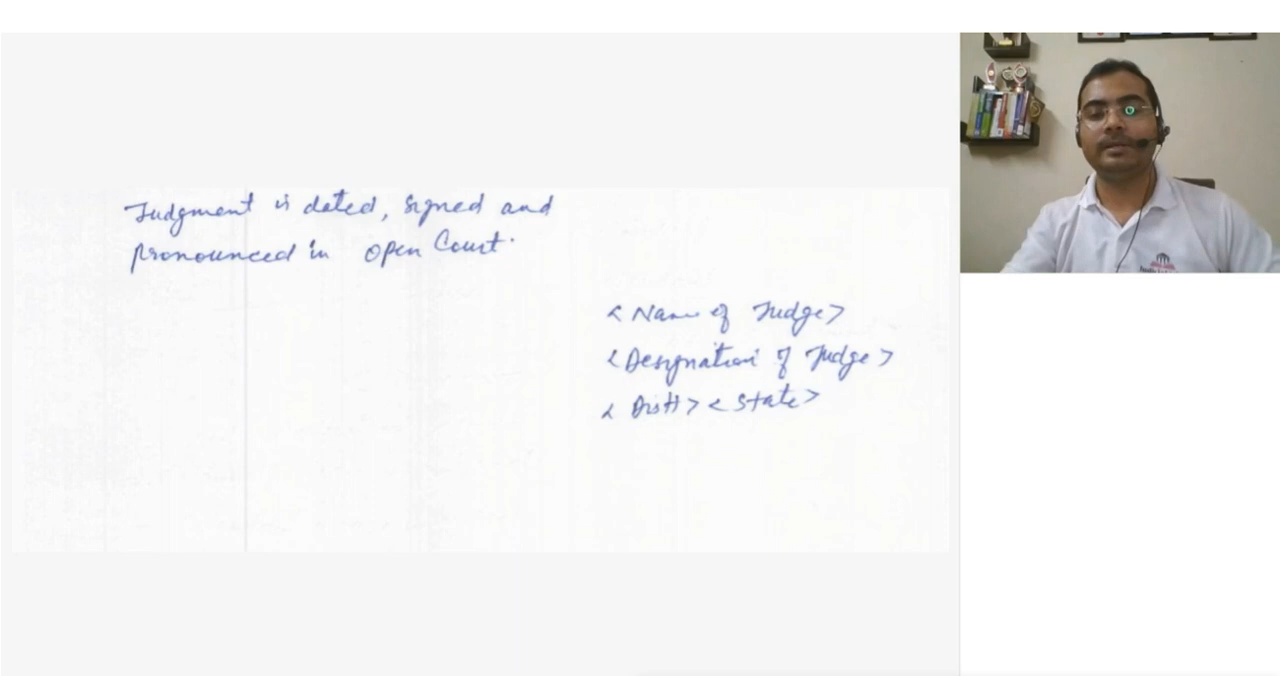 Judgment is dated, signed and
pronounced in open Court.
<Name of Judge>
<Designation of Judge>
<Distt> <State>